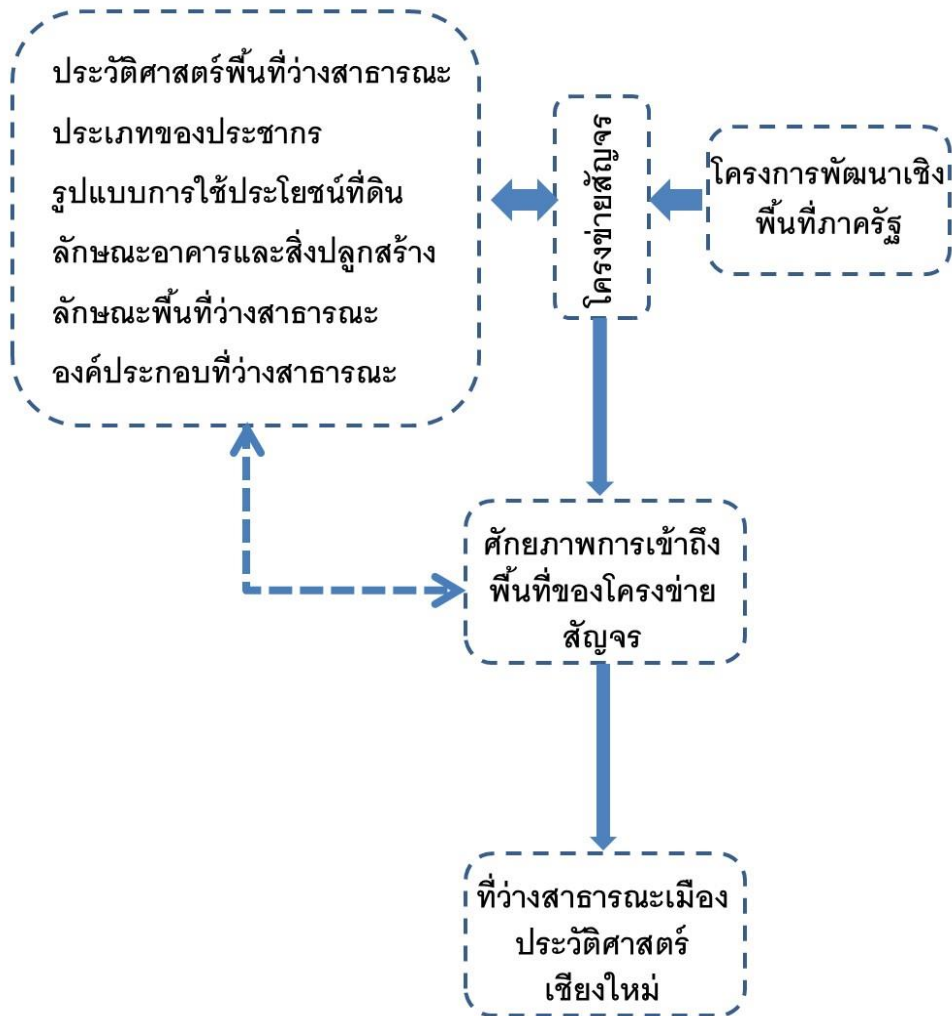 ประวัติศาสตร์พื้นที่ว่างสาธารณะ
ประเภทของประชากร
รูปแบบการใช้ประโยชน์ที่ดิน
ลักษณะอาคารและสิ่งปลูกสร้าง
ลักษณะพื้นที่ว่างสาธารณะ
องค์ประกอบที่ว่างสาธารณะ
โครงข่ายสัญจร
โครงการพัฒนาเชิง
พื้นที่ภาครัฐ
ศักยภาพการเข้าถึง
พื้นที่ของโครงข่าย
สัญจร
ที่ว่างสาธารณะเมือง
ประวัติศาสตร์
เชียงใหม่